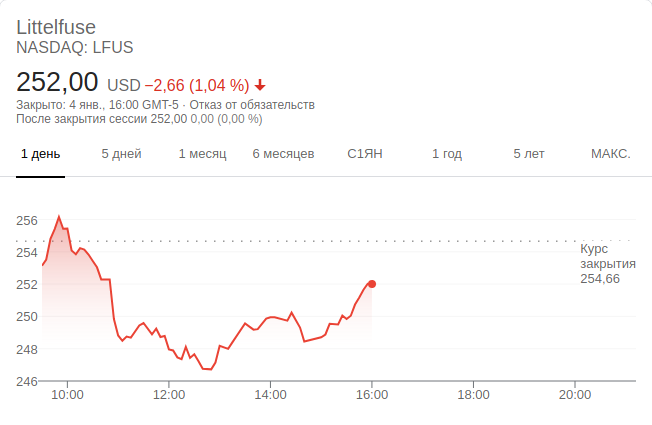 Littelfuse
NASDAQ: LFUS
252,00 USD −2,66 (1,04 %)
Закрыто: 4 янв., 16:00 GMT-5 · Отказ от обязательств
После закрытия сессии 252,00 0,00 (0,00 %)
1 день 5 дней 1 месяц 6 месяцев С1ЯН 1 год 5 лет МАКС.
256
254
252
250
248
246
Курс
закрытия
254,66
10:00 12:00 14:00 16:00 18:00 20:00